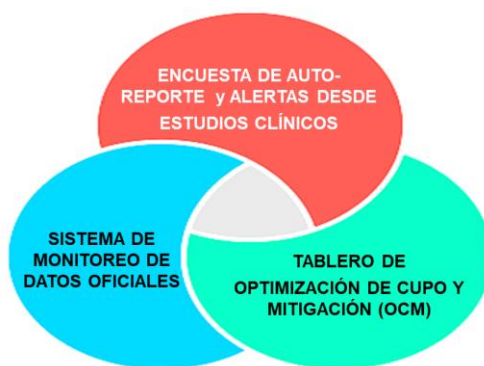 ENCUESTA DE AUTO-
REPORTE y ALERTAS DESDE
ESTUDIOS CLÍNICOS
SISTEMA DE
MONITOREO DE
DATOS OFICIALES
TABLERO DE
OPTIMIZACIÓN DE CUPO Y
MITIGACIÓN (OCM)